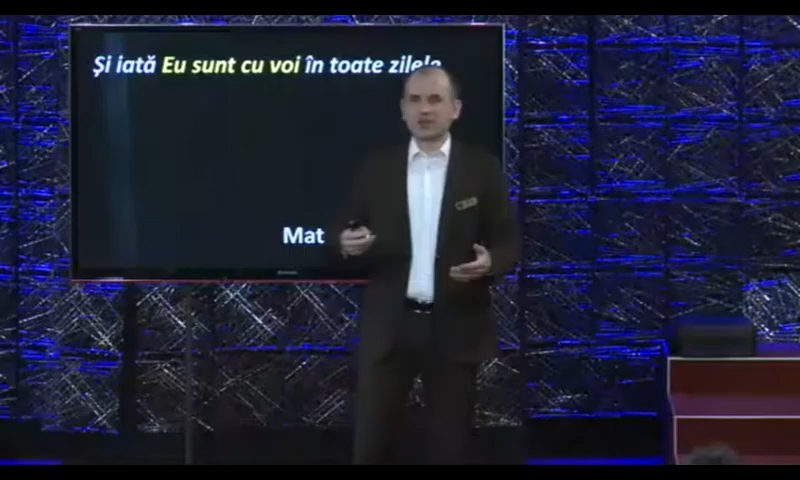 Și iată Eu sunt cu voi în toate zilele
Mat